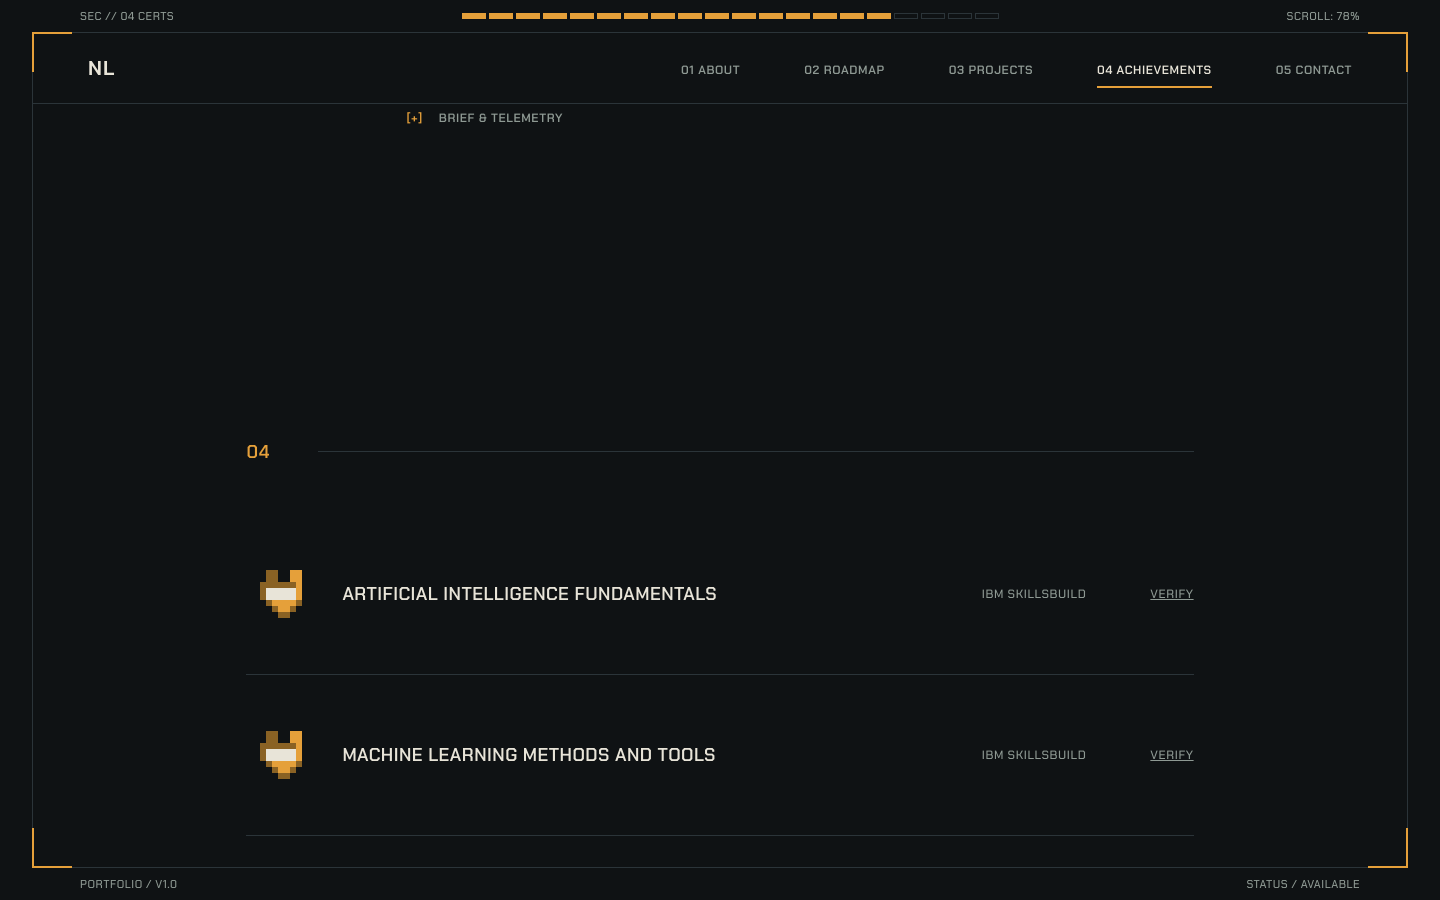 SEC // 04 CERTS
SCROLL: 78%
NL
01 ABOUT
02 ROADMAP
03 PROJECTS
04 ACHIEVEMENTS
05 CONTACT
[+] BRIEF & TELEMETRY
04
ARTIFICIAL INTELLIGENCE FUNDAMENTALS
IBM SKILLSBUILD
VERIFY
MACHINE LEARNING METHODS AND TOOLS
IBM SKILLSBUILD
VERIFY
PORTFOLIO / V1.0
STATUS / AVAILABLE